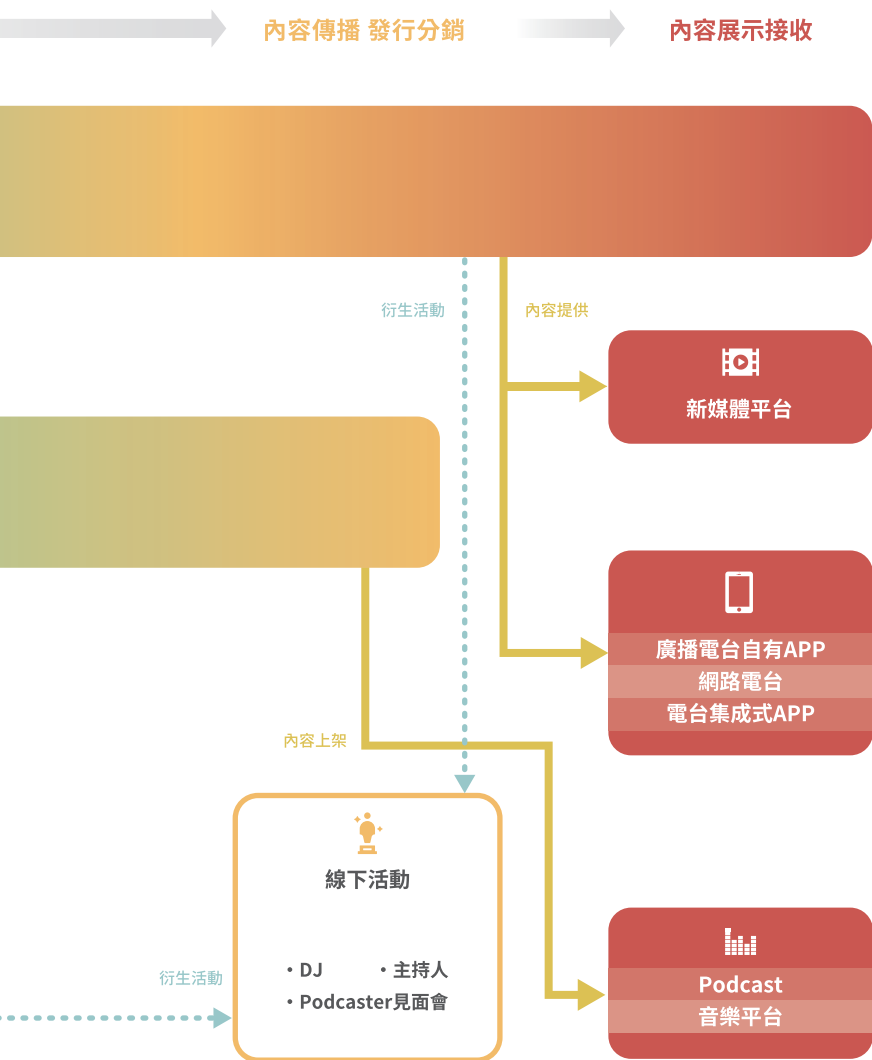 內容傳播 發行分銷
內容展示接收
衍生活動
內容提供
新媒體平台
廣播電台自有APP
網路電台
電台集成式APP
內容上架
線下活動
・DJ ・主持人
・Podcaster見面會
衍生活動
Podcast
音樂平台